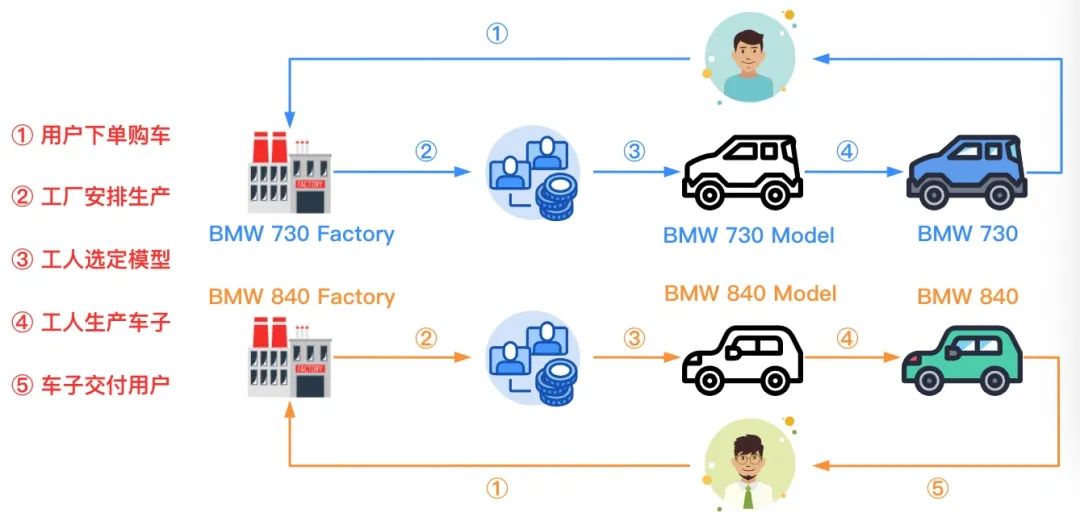 ①
① 用户下单购车
② 工厂安排生产
③ 工人选定模型
④ 工人生产车子
⑤ 车子交付用户
FACTORY
②
③
④
BMW 730 Factory
BMW 730 Model
BMW 730
BMW 840 Factory
BMW 840 Model
BMW 840
FACTORY
②
③
④
①
⑤